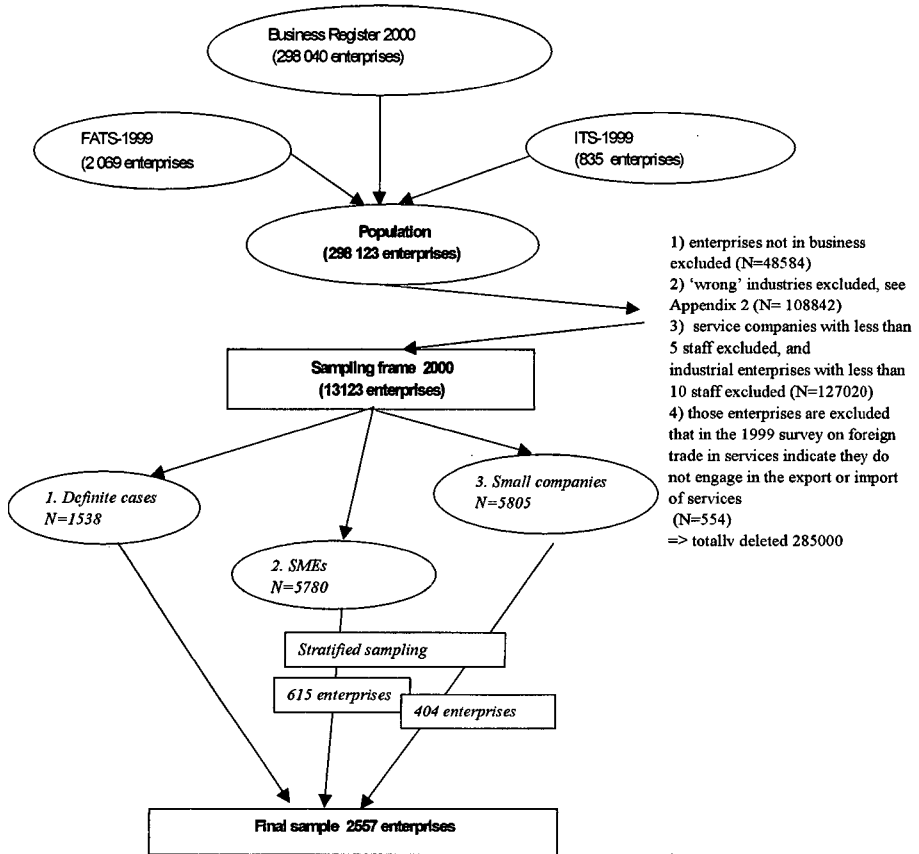 Business Register 2000
(298 040 enterprises)
FATS-1999
(2 069 enterprises
ITS-1999
(835 enterprises)
Population
(298 123 enterprises)
1) enterprises not in business
excluded (N=48584)
2) ‘wrong’ industries excluded, see
Appendix 2 (N= 108842)
3) service companies with less than
5 staff excluded, and
industrial enterprises with less than
10 staff excluded (N=127020)
4) those enterprises are excluded
that in the 1999 survey on foreign
trade in services indicate they do
not engage in the export or import
of services
(N=554)
=> totally deleted 285000
Sampling frame 2000
(13123 enterprises)
1. Definite cases
N=1538
3. Small companies
N=5805
2. SMEs
N=5780
Stratified sampling
615 enterprises
404 enterprises
Final sample 2557 enterprises